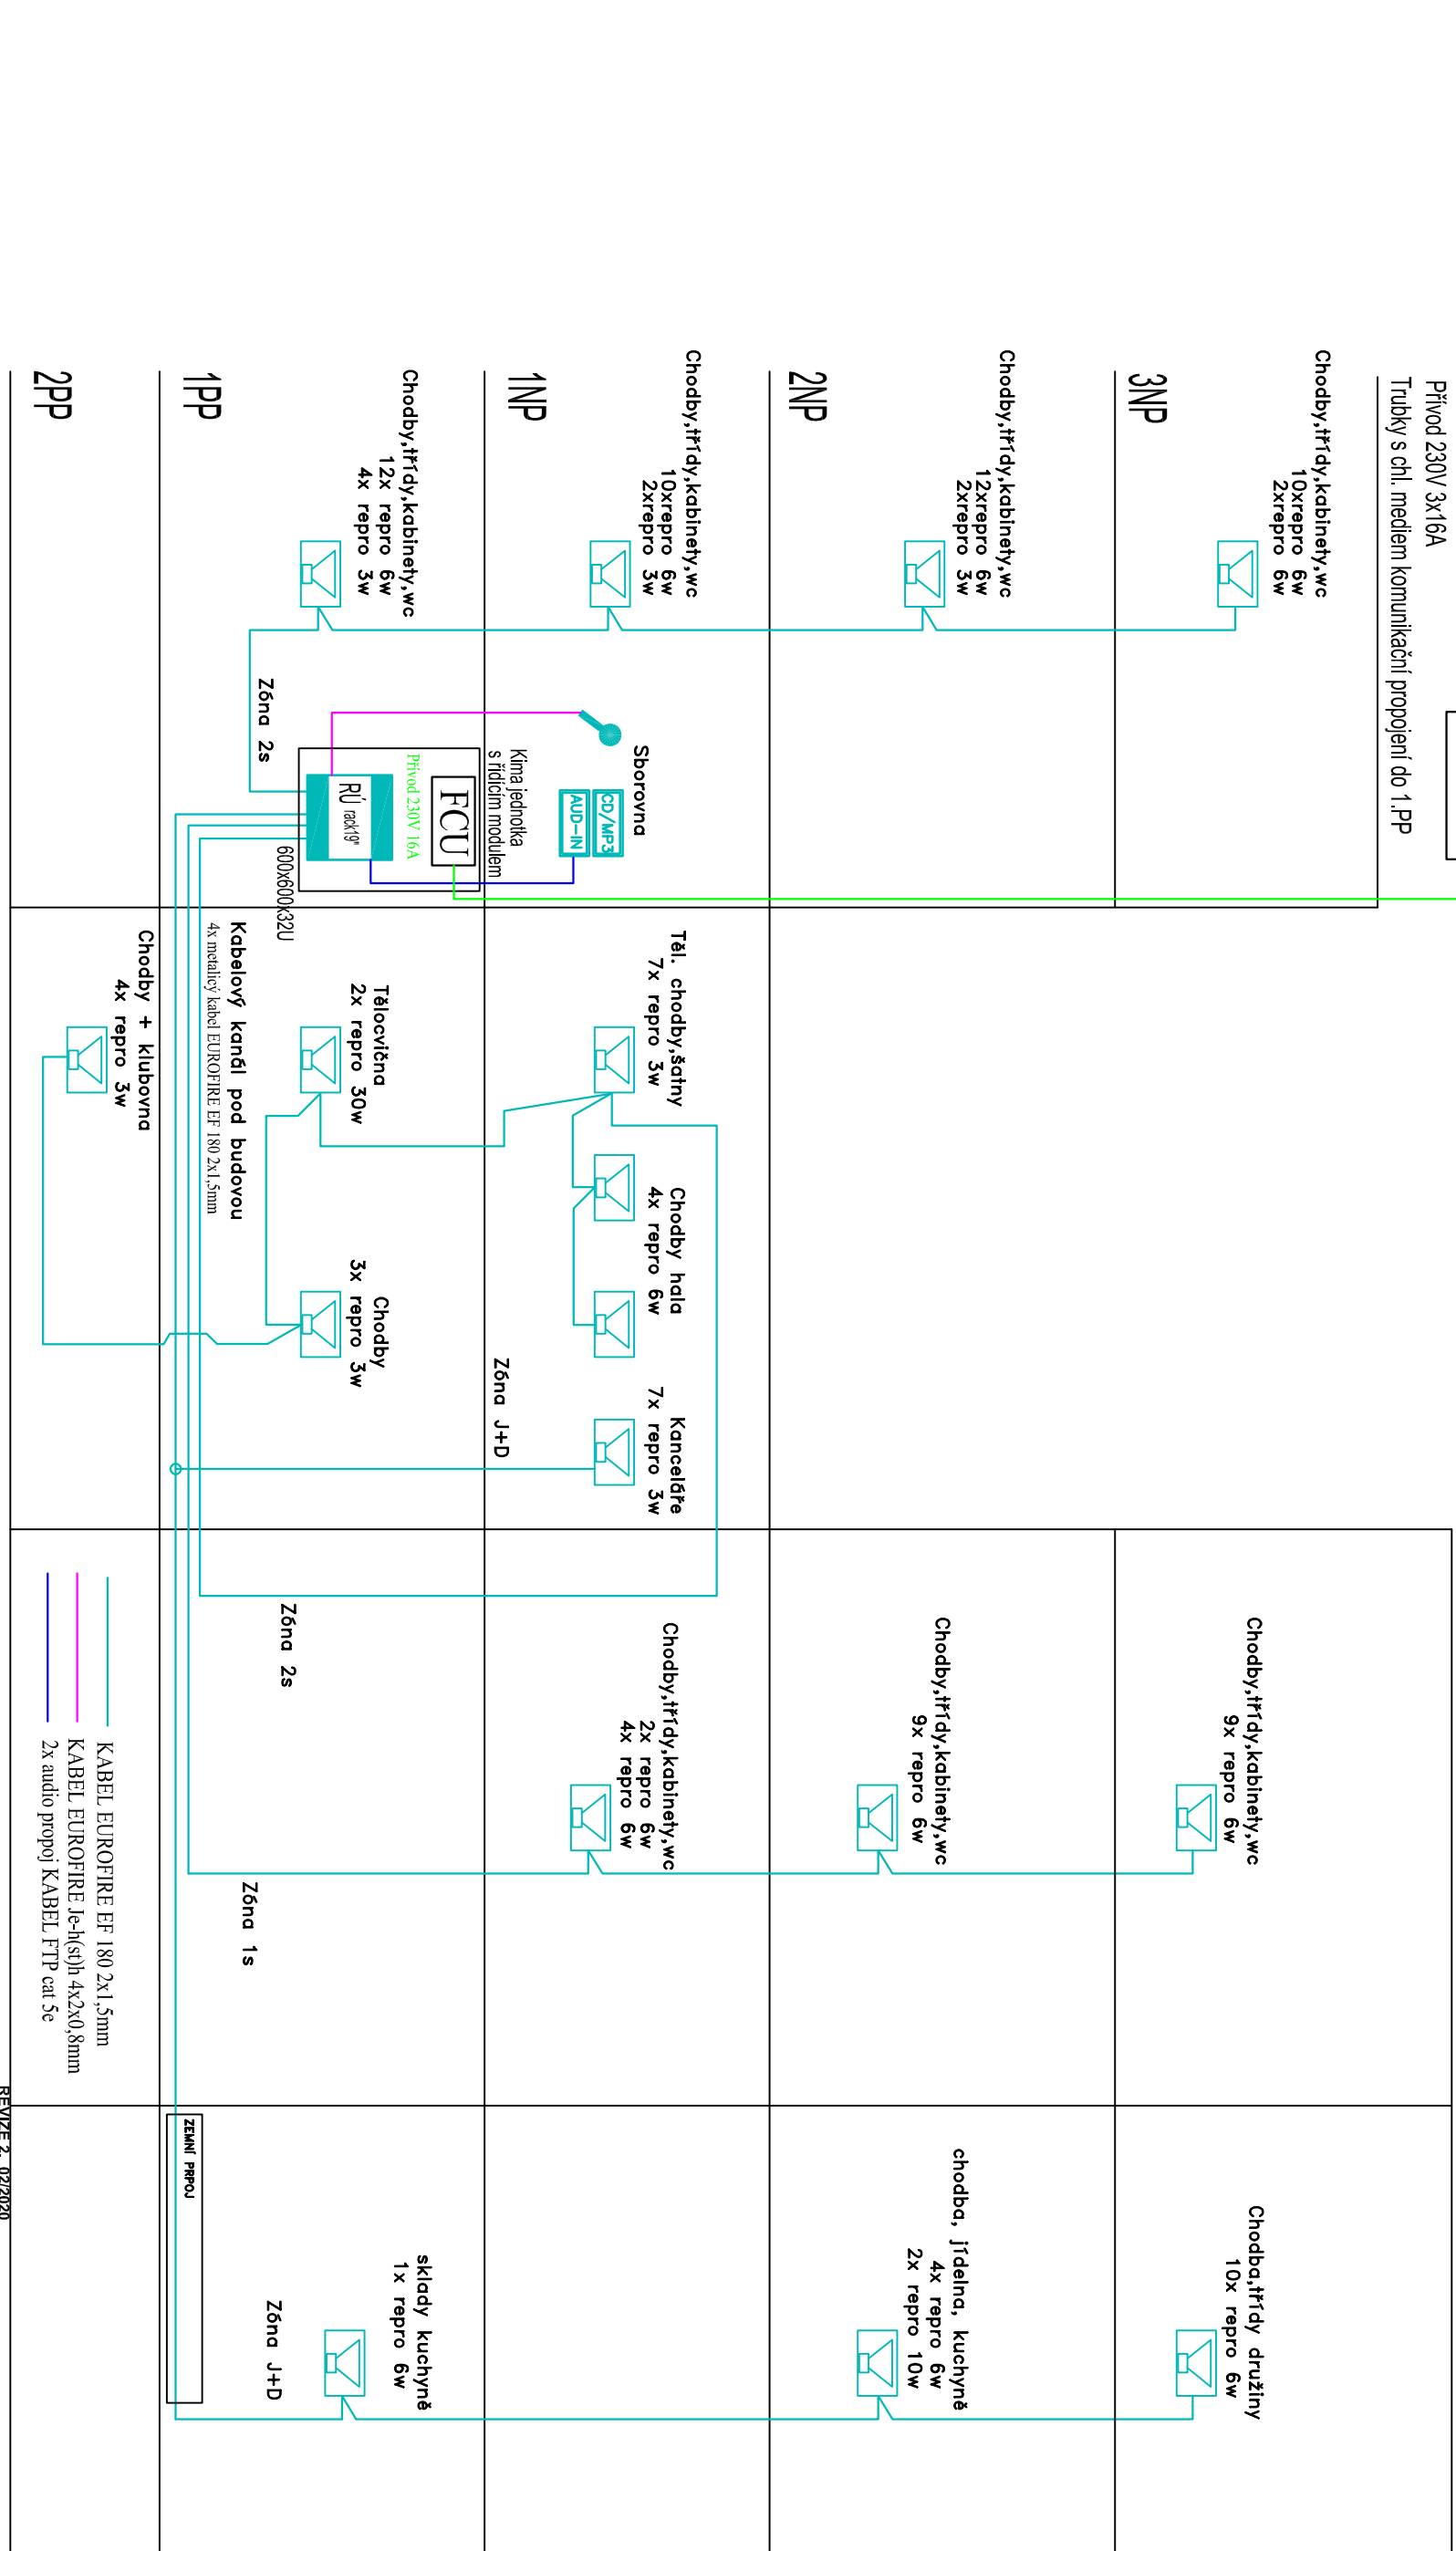 Přívod 230V 3x16A
Trubky s chl. mediem komunikační propojení do 1.PP
3NP
Chodby,třídy,kabinety,wc
10xrepro 6w
2xrepro 6w
Chodby,třídy,kabinety,wc
9x repro 6w
Chodba,třídy družiny
10x repro 6w
2NP
Chodby,třídy,kabinety,wc
12xrepro 6w
2xrepro 3w
Chodby,třídy,kabinety,wc
9x repro 6w
chodba, jídelna, kuchyně
4x repro 6w
2x repro 10w
1NP
Chodby,třídy,kabinety,wc
10xrepro 6w
2xrepro 3w
Sborovna
CD/MP3
AUD-IN
Těl. chodby,šatny
7x repro 3w
Chodby hala
4x repro 6w
Kanceláře
7x repro 3w
Zóna J+D
Chodby,třídy,kabinety,wc
2x repro 6w
4x repro 6w
Klima jednotka
s řídícím modulem
1PP
Chodby,třídy,kabinety,wc
12x repro 6w
4x repro 3w
Zóna 2s
FCU
Přívod 230V 16A
RÚ rack19"
600x600x32U
Tělocvična
2x repro 30w
Chodby
3x repro 3w
Kabelový kanál pod budovou
4x metalicý kabel EUROFIRE EF 180 2x1,5mm
Zóna 2s
Zóna 1s
sklady kuchyně
1x repro 6w
Zóna J+D
ZEMNÍ PRPOJ
2PP
Chodby + klubovna
4x repro 3w
KABEL EUROFIRE EF 180 2x1,5mm
KABEL EUROFIRE Je-h(st)h 4x2x0,8mm
2x audio propoj KABEL FTP cat 5e
REVIZE 2. 02/2020